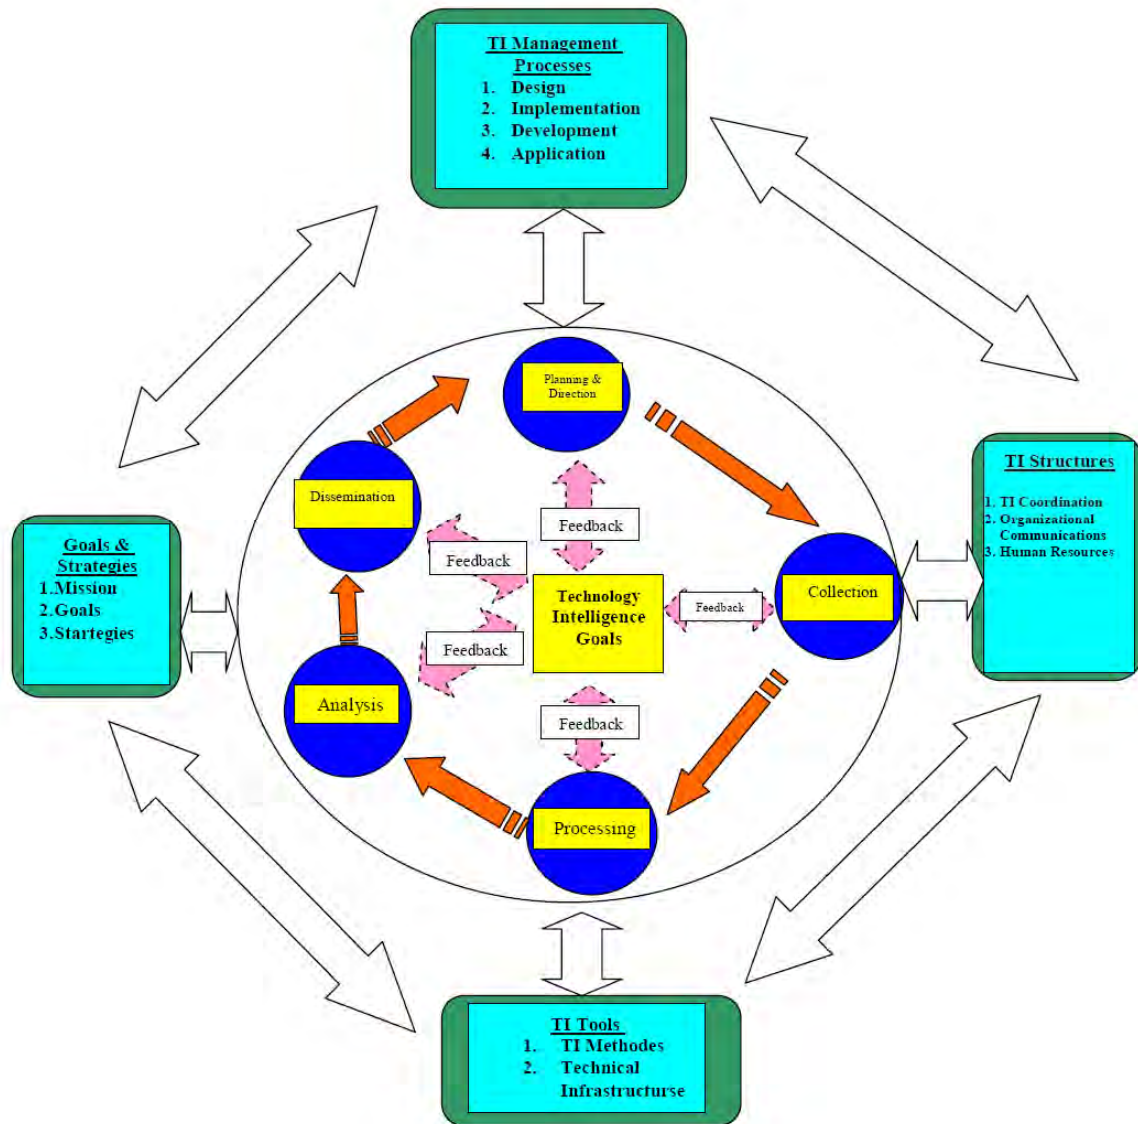 TI Management
Processes
1. Design
2. Implementation
3. Development
4. Application
Planning &
Direction
Dissemination
Feedback
Feedback
TI Structures
1. TI Coordination
2. Organizational
Communications
3. Human Resources
Goals &
Strategies
1.Mission
2.Goals
3.Startegies
Technology
Intelligence
Goals
Feedback
Collection
Feedback
Analysis
Feedback
Processing
TI Tools
1. TI Methodes
2. Technical
Infrastructurse